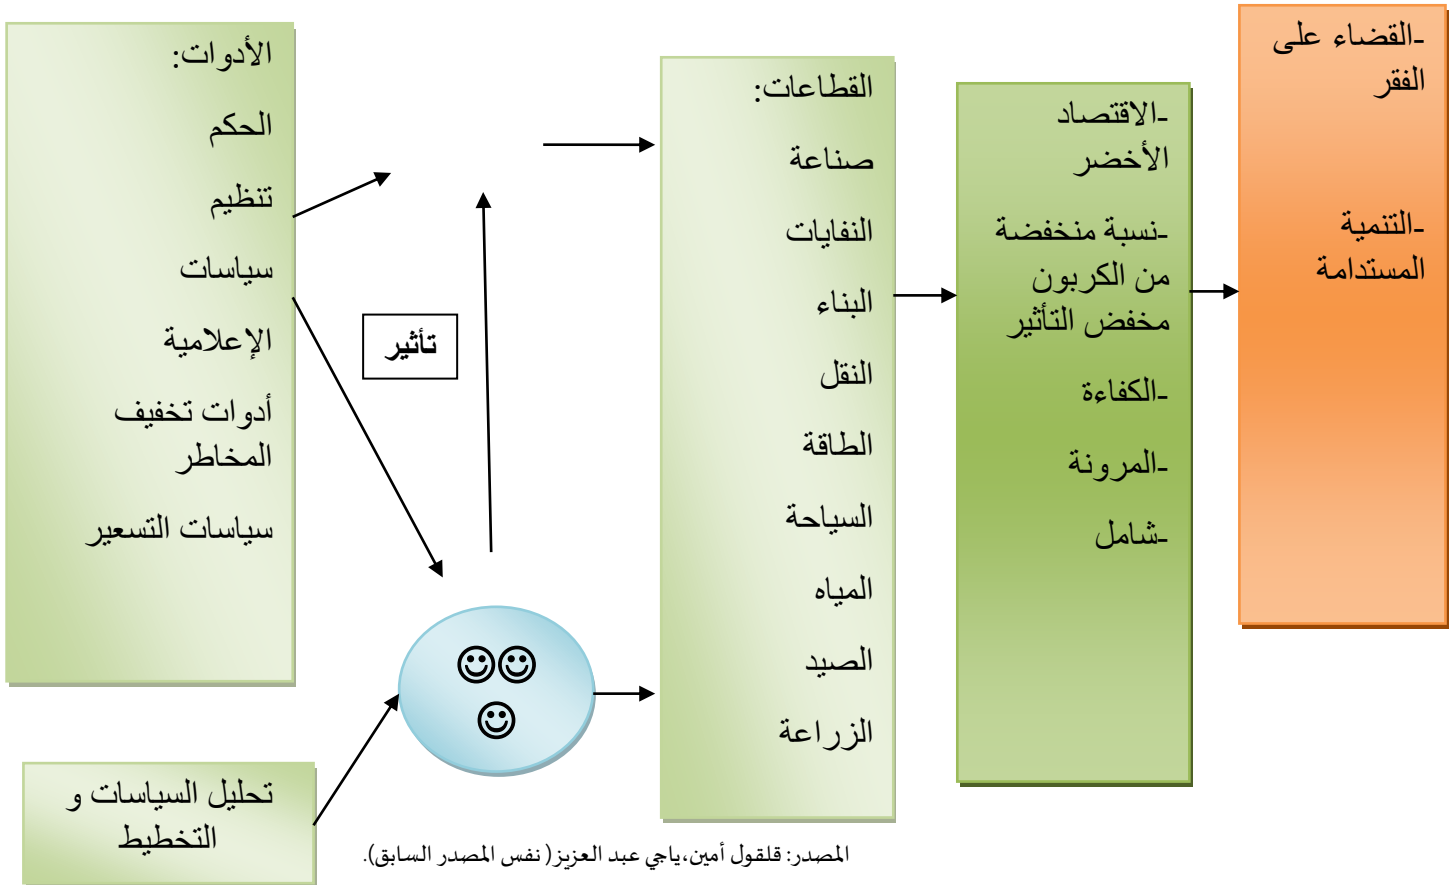 الأدوات:
الحكم
تنظيم
سياسات
الإعلامية
أدوات تخفيف
المخاطر
سياسات التسعير
تأثير
تحليل السياسات و
التخطيط
القطاعات:
صناعة
النفايات
البناء
النقل
الطاقة
السياحة
المياه
الصيد
الزراعة
-الاقتصاد
الأخضر
-نسبة منخفضة
من الكربون
مخفض التأثير
-الكفاءة
-المرونة
-شامل
-القضاء على
الفقر
-التنمية
المستدامة
المصدر: قلقول أمين،ياجي عبد العزيز( نفس المصدر السابق).